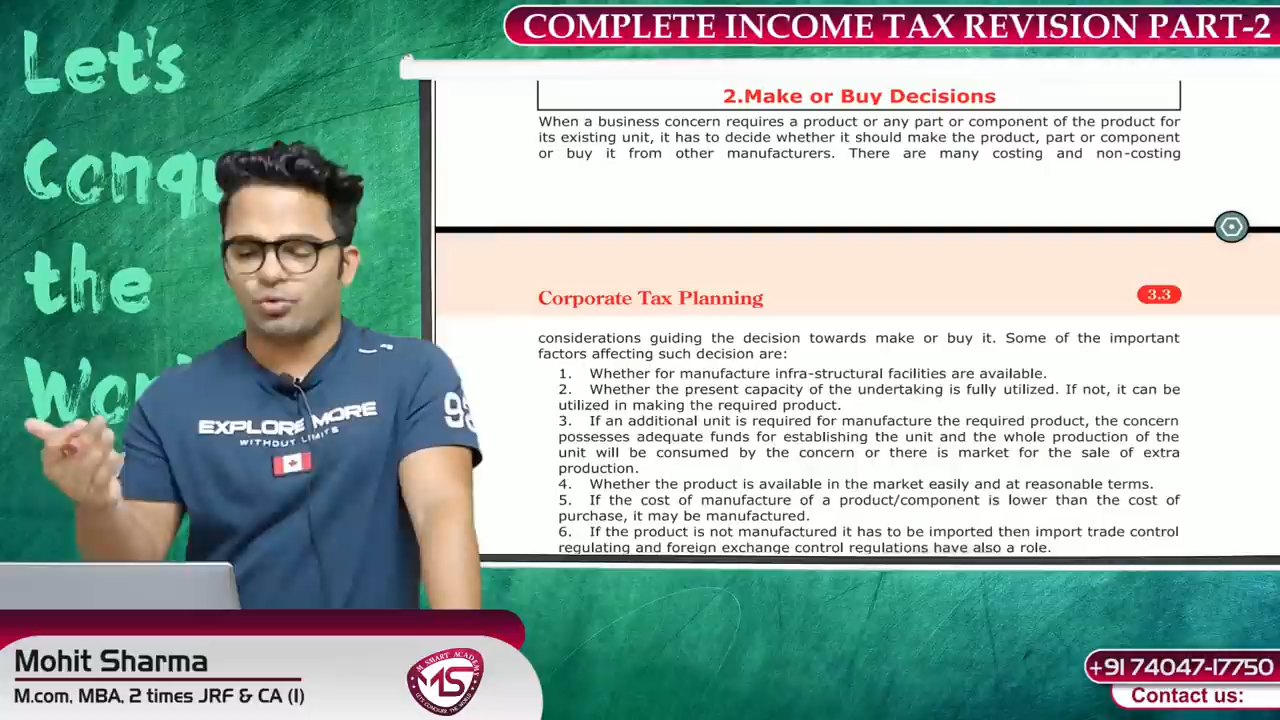 COMPLETE INCOME TAX REVISION PART-2
Let's
Conqu
the
Wor
2.Make or Buy Decisions
When a business concern requires a product or any part or component of the product for
its existing unit, it has to decide whether it should make the product, part or component
or buy it from other manufacturers. There are many costing and non-costing
Corporate Tax Planning
3.3
considerations guiding the decision towards make or buy it. Some of the important
factors affecting such decision are:
1. Whether for manufacture infra-structural facilities are available.
2. Whether the present capacity of the undertaking is fully utilized. If not, it can be
utilized in making the required product.
3. If an additional unit is required for manufacture the required product, the concern
possesses adequate funds for establishing the unit and the whole production of the
unit will be consumed by the concern or there is market for the sale of extra
production.
4. Whether the product is available in the market easily and at reasonable terms.
5. If the cost of manufacture of a product/component is lower than the cost of
purchase, it may be manufactured.
6. If the product is not manufactured it has to be imported then import trade control
regulating and foreign exchange control regulations have also a role.
EXPLORE MORE
WITHOUT LIMITS
93
Mohit Sharma
M.com, MBA, 2 times JRF & CA (I)
M SMART ACADEMY
MS
LET'S CONQUER THE WORLD
+91 74047-17750
Contact us: